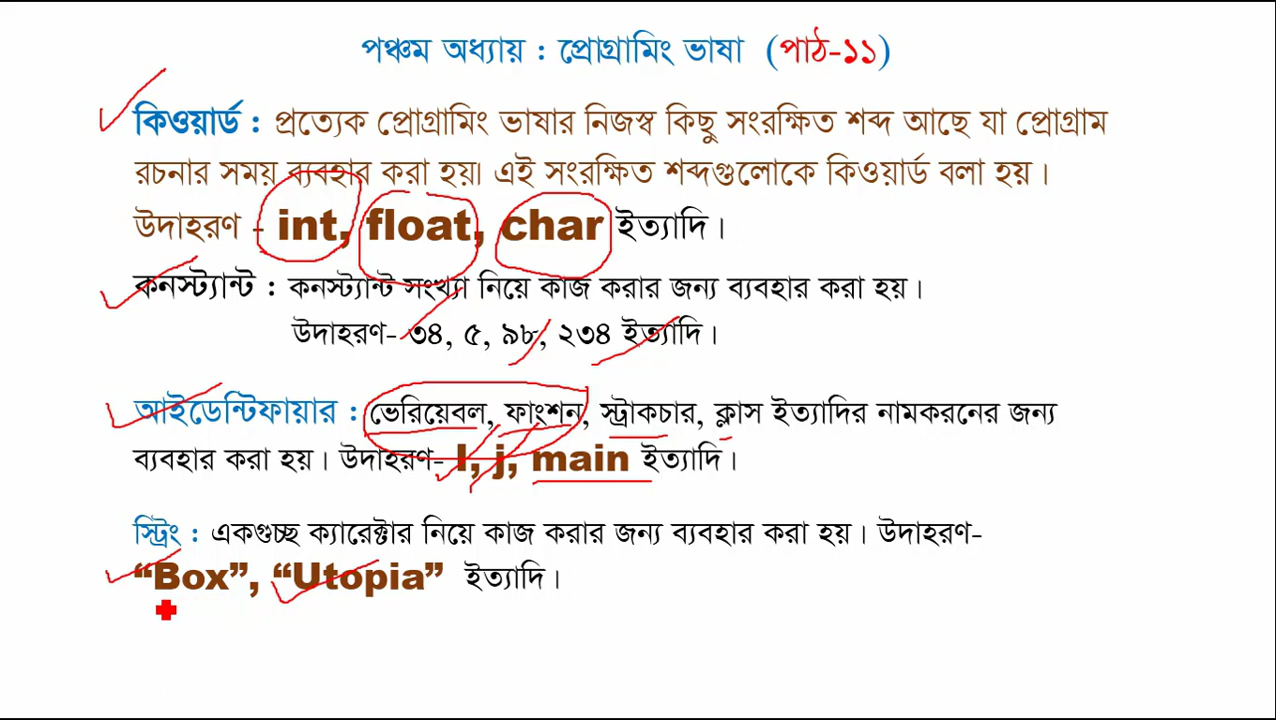 পঞ্চম অধ্যায় : প্রোগ্রামিং ভাষা (পাঠ-১১)
কিওয়ার্ড : প্রত্যেক প্রোগ্রামিং ভাষার নিজস্ব কিছু সংরক্ষিত শব্দ আছে যা প্রোগ্রাম
রচনার সময় ব্যবহার করা হয়। এই সংরক্ষিত শব্দগুলোকে কিওয়ার্ড বলা হয়।
উদাহরণ - int, float, char ইত্যাদি।
কনস্ট্যান্ট : কনস্ট্যান্ট সংখ্যা নিয়ে কাজ করার জন্য ব্যবহার করা হয়।
উদাহরণ- ৩৪, ৫, ৯৮, ২৩৪ ইত্যাদি।
আইডেন্টিফায়ার : ভেরিয়েবল, ফাংশন, স্ট্রাকচার, ক্লাস ইত্যাদির নামকরনের জন্য
ব্যবহার করা হয়। উদাহরণ- I, j, main ইত্যাদি।
স্ট্রিং : একগুচ্ছ ক্যারেক্টার নিয়ে কাজ করার জন্য ব্যবহার করা হয়। উদাহরণ-
“Box”, “Utopia” ইত্যাদি।